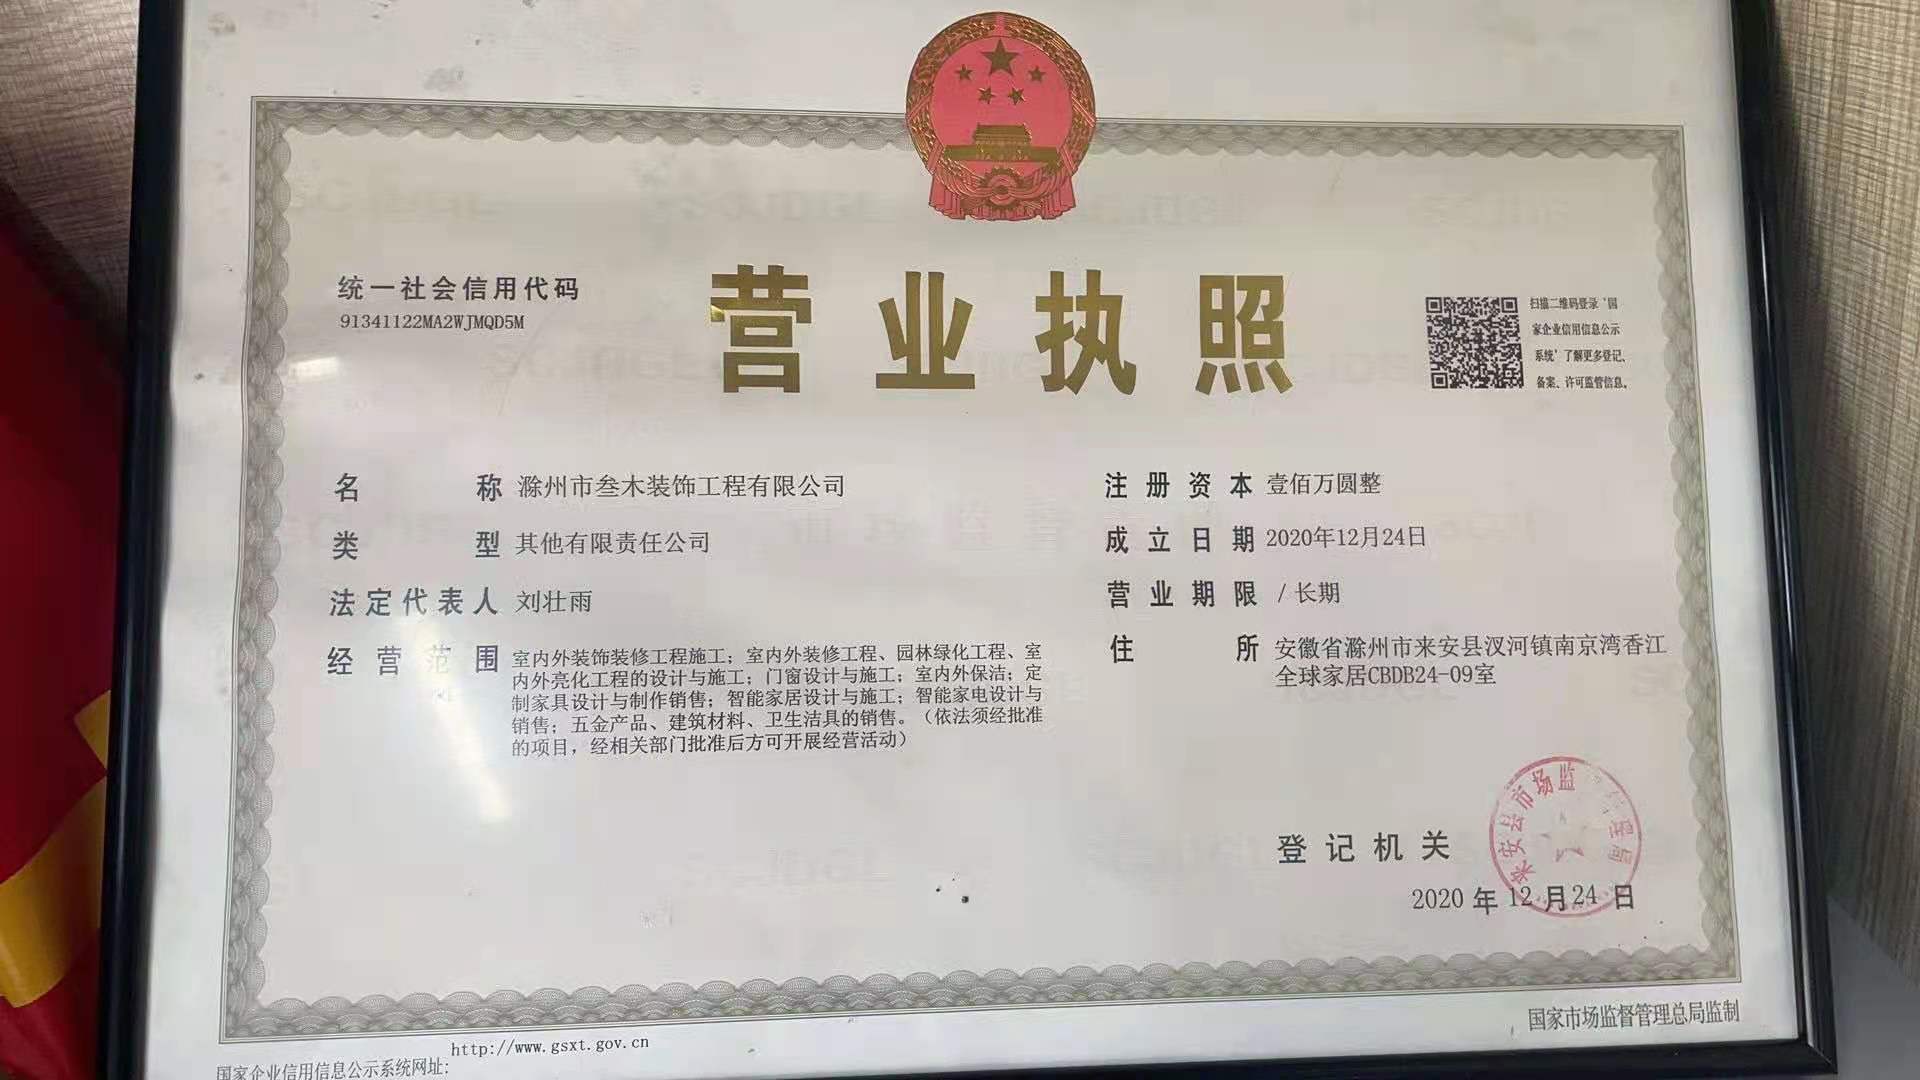 营业执照
统一社会信用代码
91341122MA2WJMQD5M
扫描二维码登录‘国
家企业信用信息公示
系统’了解更多登记、
备案、许可监管信息。
名称 滁州市叁木装饰工程有限公司
类型 其他有限责任公司
法定代表人 刘壮雨
经营范围 室内外装饰装修工程施工；室内外装修工程、园林绿化工程、室
内外亮化工程的设计与施工；门窗设计与施工；室内外保洁；定
制家具设计与制作销售；智能家居设计与施工；智能家电设计与
销售；五金产品、建筑材料、卫生洁具的销售。（依法须经批准
的项目，经相关部门批准后方可开展经营活动）
注册资本 壹佰万圆整
成立日期 2020年12月24日
营业期限 / 长期
住所 安徽省滁州市来安县汊河镇南京湾香江
全球家居CBDB24-09室
登记机关
来安县市场监管理局
2020 年 12 月 24 日
国家企业信用信息公示系统网址：
http://www.gsxt.gov.cn
国家市场监督管理总局监制